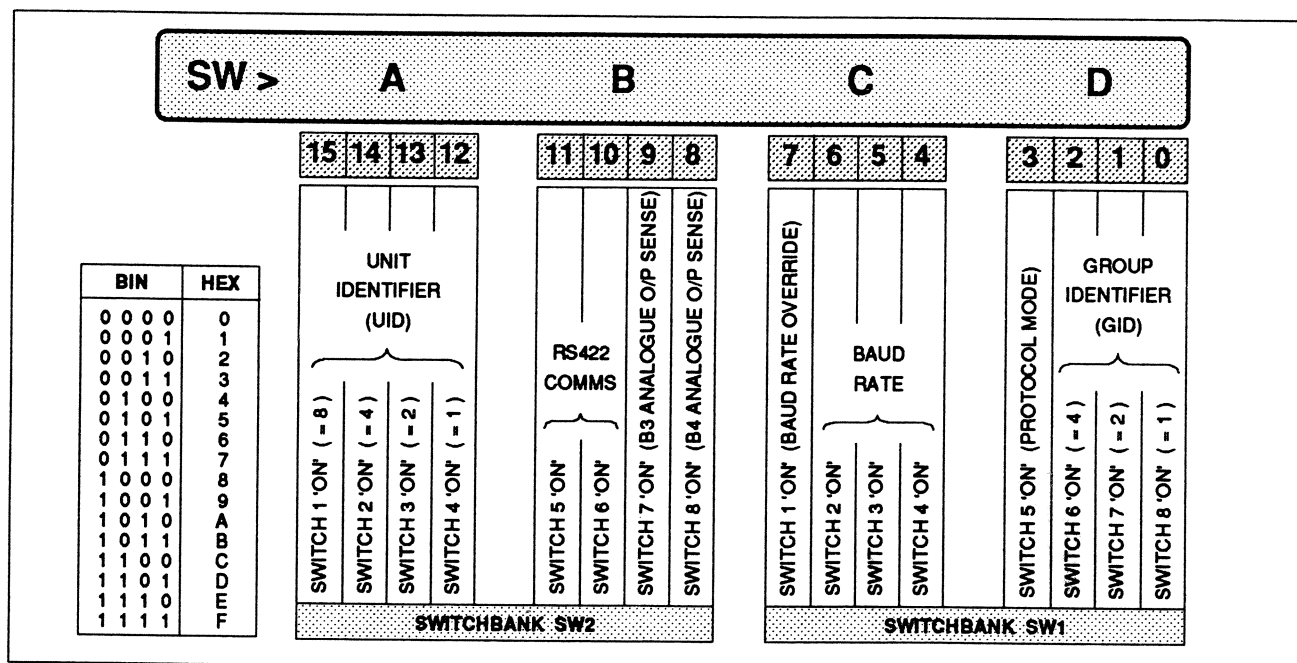 SW > A B C D
15 14 13 12 11 10 9 8 7 6 5 4 3 2 1 0
UNIT
IDENTIFIER
(UID)
RS422
COMMS
BAUD
RATE
GROUP
IDENTIFIER
(GID)
SWITCH 1 'ON' ( = 8 )
SWITCH 2 'ON' ( = 4 )
SWITCH 3 'ON' ( = 2 )
SWITCH 4 'ON' ( = 1 )
SWITCH 5 'ON'
SWITCH 6 'ON'
SWITCH 7 'ON' (B3 ANALOGUE O/P SENSE)
SWITCH 8 'ON' (B4 ANALOGUE O/P SENSE)
SWITCH 1 'ON' (BAUD RATE OVERRIDE)
SWITCH 2 'ON'
SWITCH 3 'ON'
SWITCH 4 'ON'
SWITCH 5 'ON' (PROTOCOL MODE)
SWITCH 6 'ON' ( = 4 )
SWITCH 7 'ON' ( = 2 )
SWITCH 8 'ON' ( = 1 )
SWITCHBANK SW2
SWITCHBANK SW1
BIN HEX
0 0 0 0 0
0 0 0 1 1
0 0 1 0 2
0 0 1 1 3
0 1 0 0 4
0 1 0 1 5
0 1 1 0 6
0 1 1 1 7
1 0 0 0 8
1 0 0 1 9
1 0 1 0 A
1 0 1 1 B
1 1 0 0 C
1 1 0 1 D
1 1 1 0 E
1 1 1 1 F